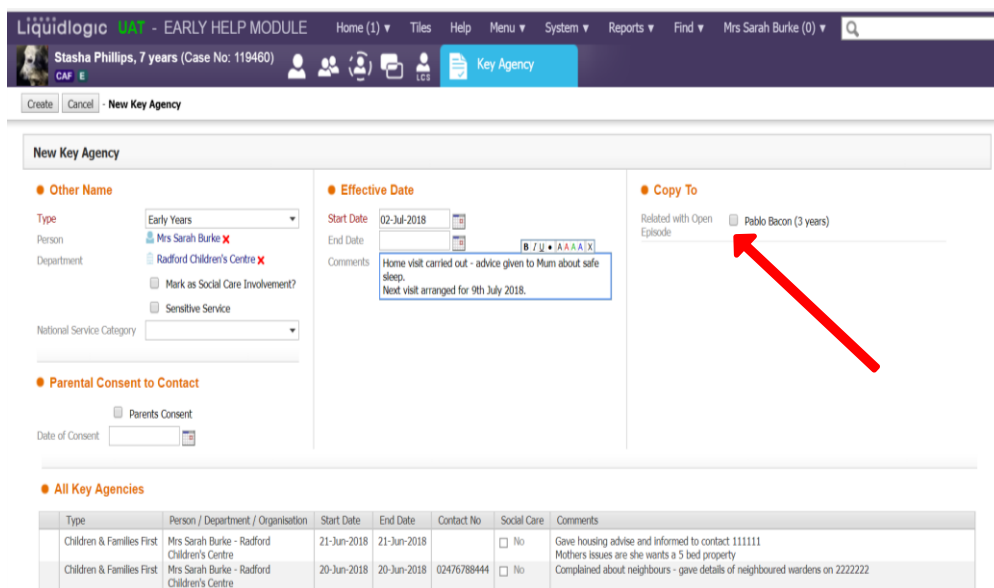 Liquidlogic UAT - EARLY HELP MODULE Home (1) ▾ Tiles Help Menu ▾ System ▾ Reports ▾ Find ▾ Mrs Sarah Burke (0) ▾
Stasha Phillips, 7 years (Case No: 119460)
CAF E
LCS
Key Agency
Create Cancel - New Key Agency
New Key Agency
Other Name
Type Early Years
Person Mrs Sarah Burke X
Department Radford Children's Centre X
Mark as Social Care Involvement?
Sensitive Service
National Service Category
Parental Consent to Contact
Parents Consent
Date of Consent
Effective Date
Start Date 02-Jul-2018
End Date
B I U • A A A A X
Comments Home visit carried out - advice given to Mum about safe
sleep.
Next visit arranged for 9th July 2018.
Copy To
Related with Open Pablo Bacon (3 years)
Episode
All Key Agencies
Type Person / Department / Organisation Start Date End Date Contact No Social Care Comments
Children & Families First Mrs Sarah Burke - Radford 21-Jun-2018 21-Jun-2018 No Gave housing advise and informed to contact 111111
Children's Centre Mothers issues are she wants a 5 bed property
Children & Families First Mrs Sarah Burke - Radford 20-Jun-2018 20-Jun-2018 02476788444 No Complained about neighbours - gave details of neighboured wardens on 2222222
Children's Centre